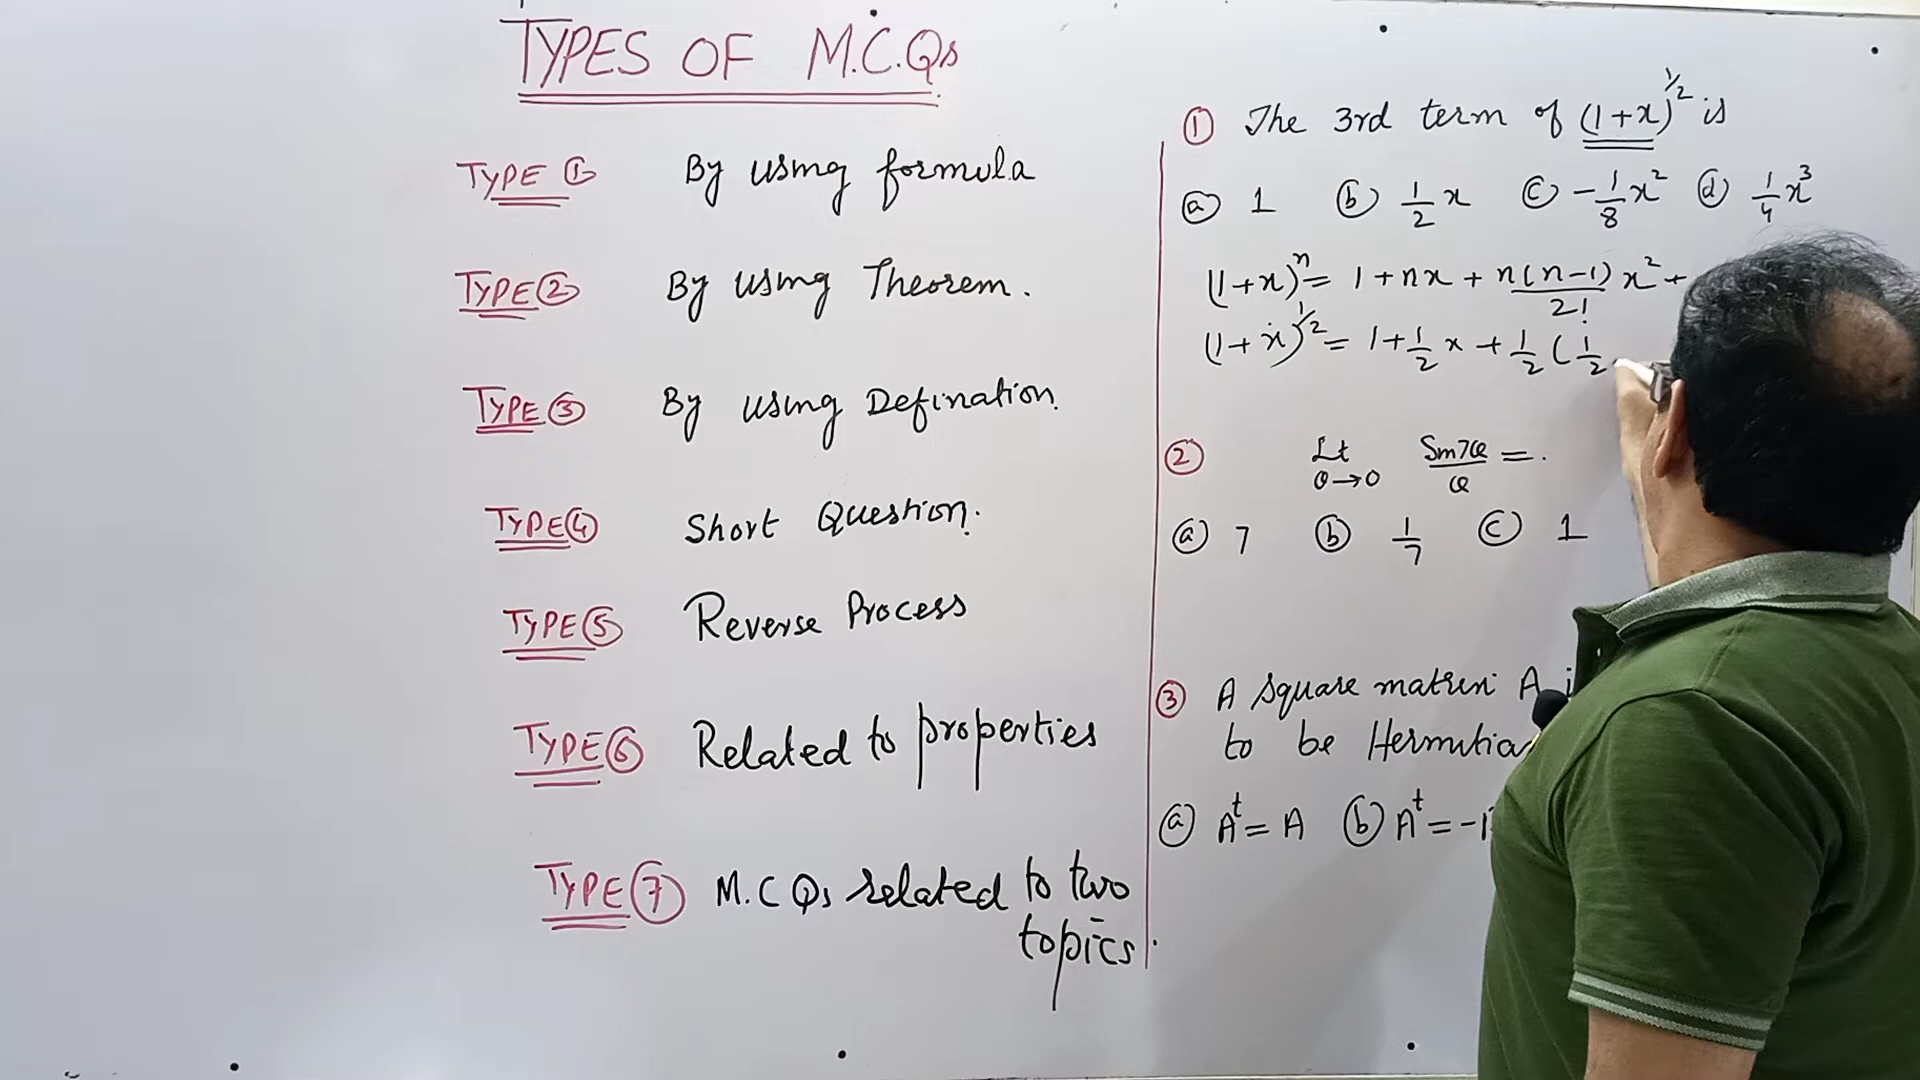 TYPES OF M.C.Qs
TYPE ① By using formula
TYPE ② By using Theorem.
TYPE ③ By using Defination.
TYPE ④ Short Question.
TYPE ⑤ Reverse Process
TYPE ⑥ Related to properties
TYPE ⑦ M.C Qs related to two
topics.
① The 3rd term of (1+x)^1/2 is
ⓐ 1 ⓑ 1/2 x ⓒ -1/8 x² ⓓ 1/4 x³
(1+x)^n = 1 + nx + n(n-1)/2! x² +
(1+x)^1/2 = 1 + 1/2 x + 1/2 (1/2
② Lt θ→0 Sin7θ/θ = .
ⓐ 7 ⓑ 1/7 ⓒ 1
③ A square matrix A
to be Hermitia
ⓐ A^t = A ⓑ A^t = -